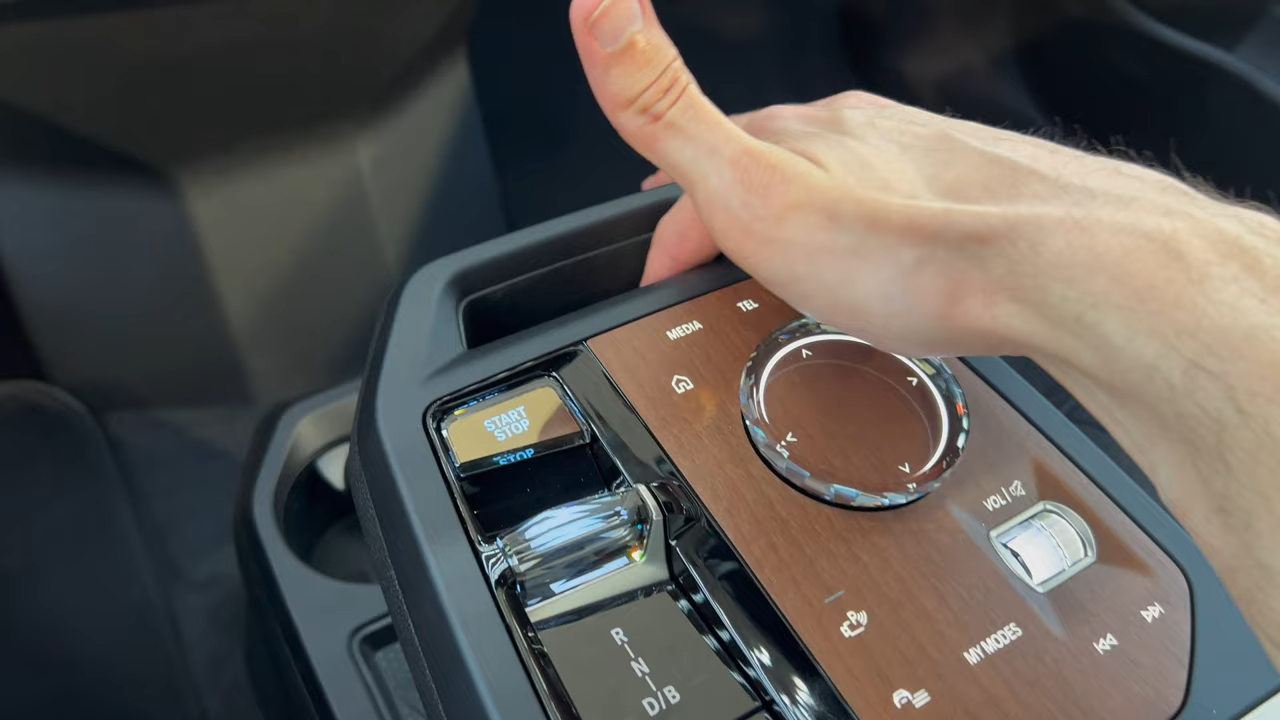 MEDIA
TEL
START
STOP
STOP
VOL/
P
MY MODES
R
N
D/B